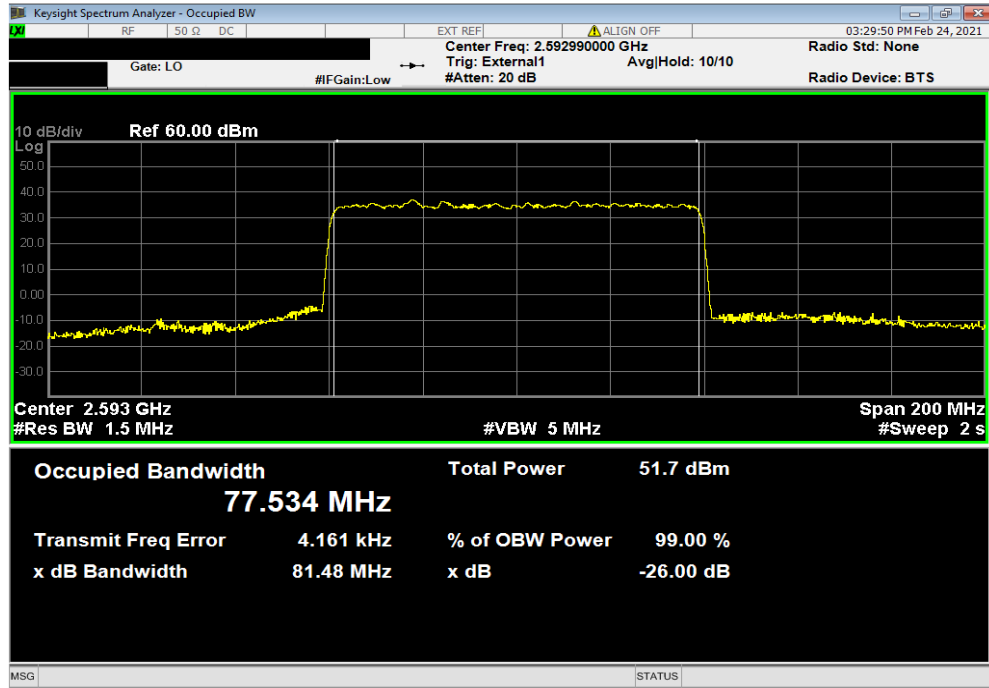 Keysight Spectrum Analyzer - Occupied BW
LXI RF 50 Ω DC EXT REF ALIGN OFF 03:29:50 PM Feb 24, 2021
Center Freq: 2.592990000 GHz Radio Std: None
Gate: LO Trig: External1 Avg|Hold: 10/10
#IFGain:Low #Atten: 20 dB Radio Device: BTS
10 dB/div Ref 60.00 dBm
Log
50.0
40.0
30.0
20.0
10.0
0.00
-10.0
-20.0
-30.0
Center 2.593 GHz Span 200 MHz
#Res BW 1.5 MHz #VBW 5 MHz #Sweep 2 s
Occupied Bandwidth Total Power 51.7 dBm
77.534 MHz
Transmit Freq Error 4.161 kHz % of OBW Power 99.00 %
x dB Bandwidth 81.48 MHz x dB -26.00 dB
MSG STATUS